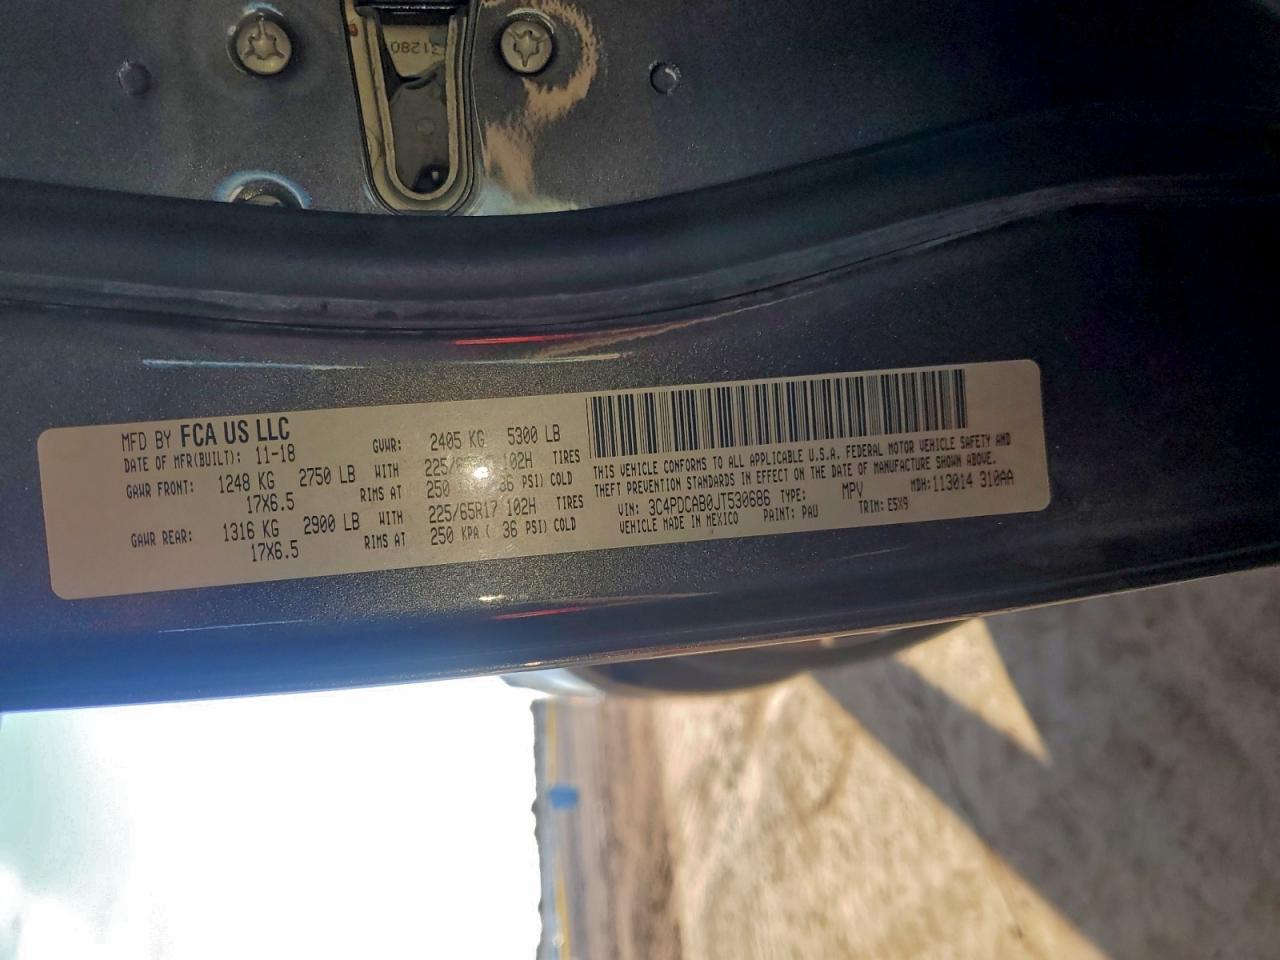 31280
MFD BY FCA US LLC
DATE OF MFR(BUILT): 11-18 GVWR: 2405 KG 5300 LB
GAWR FRONT: 1248 KG 2750 LB WITH 102H TIRES
17X6.5 RIMS AT 250 36 PSI) COLD
GAWR REAR: 1316 KG 2900 LB WITH 225/65R17 102H TIRES
17X6.5 RIMS AT 250 KPA ( 36 PSI) COLD
THIS VEHICLE CONFORMS TO ALL APPLICABLE U.S.A. FEDERAL MOTOR VEHICLE SAFETY AND
THEFT PREVENTION STANDARDS IN EFFECT ON THE DATE OF MANUFACTURE SHOWN ABOVE.
VIN: 3C4PDCAB0JT530686 TYPE: MPV MDH: 113014 310AA
VEHICLE MADE IN MEXICO PAINT: PAU TRIM: E5X9